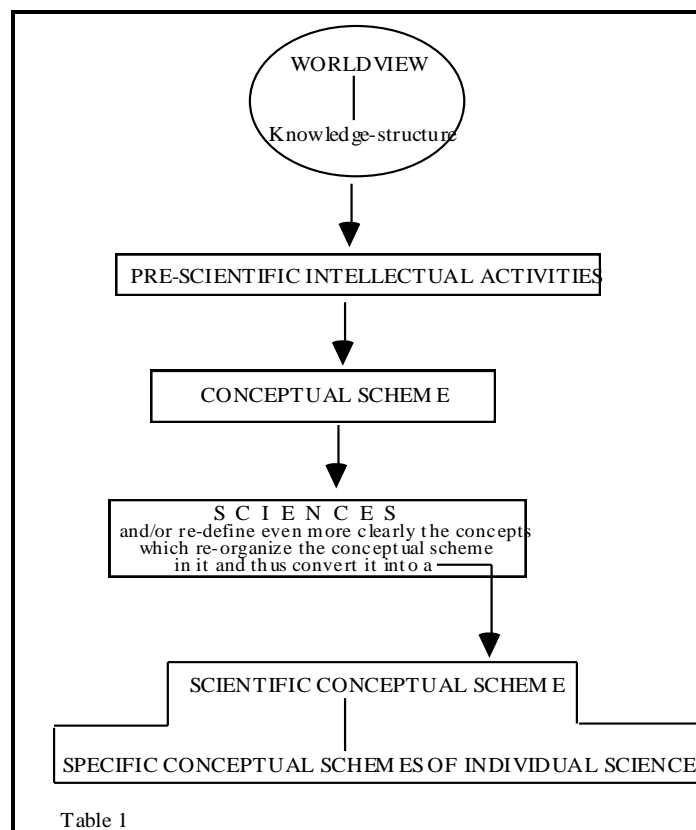 WORLDVIEW
Knowledge-structure
PRE-SCIENTIFIC INTELLECTUAL ACTIVITIES
CONCEPTUAL SCHEME
SCIENCES
and/or re-define even more clearly the concepts
which re-organize the conceptual scheme
in it and thus convert it into a
SCIENTIFIC CONCEPTUAL SCHEME
SPECIFIC CONCEPTUAL SCHEMES OF INDIVIDUAL SCIENCE
Table 1